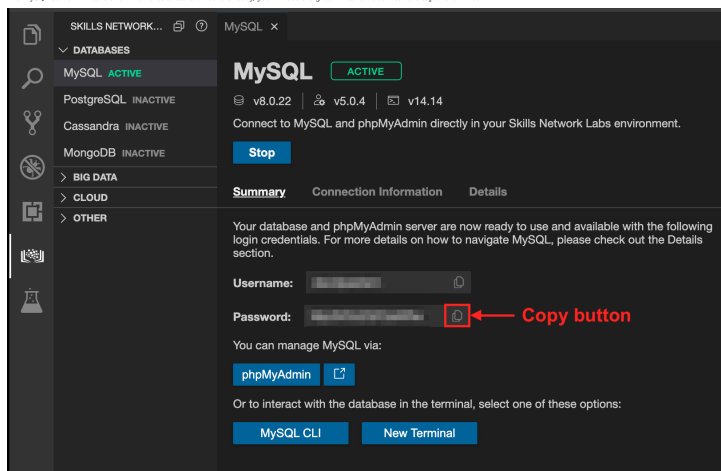 SKILLS NETWORK...
MySQL
DATABASES
MySQL ACTIVE
PostgreSQL INACTIVE
Cassandra INACTIVE
MongoDB INACTIVE
BIG DATA
CLOUD
OTHER
MySQL ACTIVE
v8.0.22 v5.0.4 v14.14
Connect to MySQL and phpMyAdmin directly in your Skills Network Labs environment.
Stop
Summary Connection Information Details
Your database and phpMyAdmin server are now ready to use and available with the following
login credentials. For more details on how to navigate MySQL, please check out the Details
section.
Username:
Password:
Copy button
You can manage MySQL via:
phpMyAdmin
Or to interact with the database in the terminal, select one of these options:
MySQL CLI New Terminal